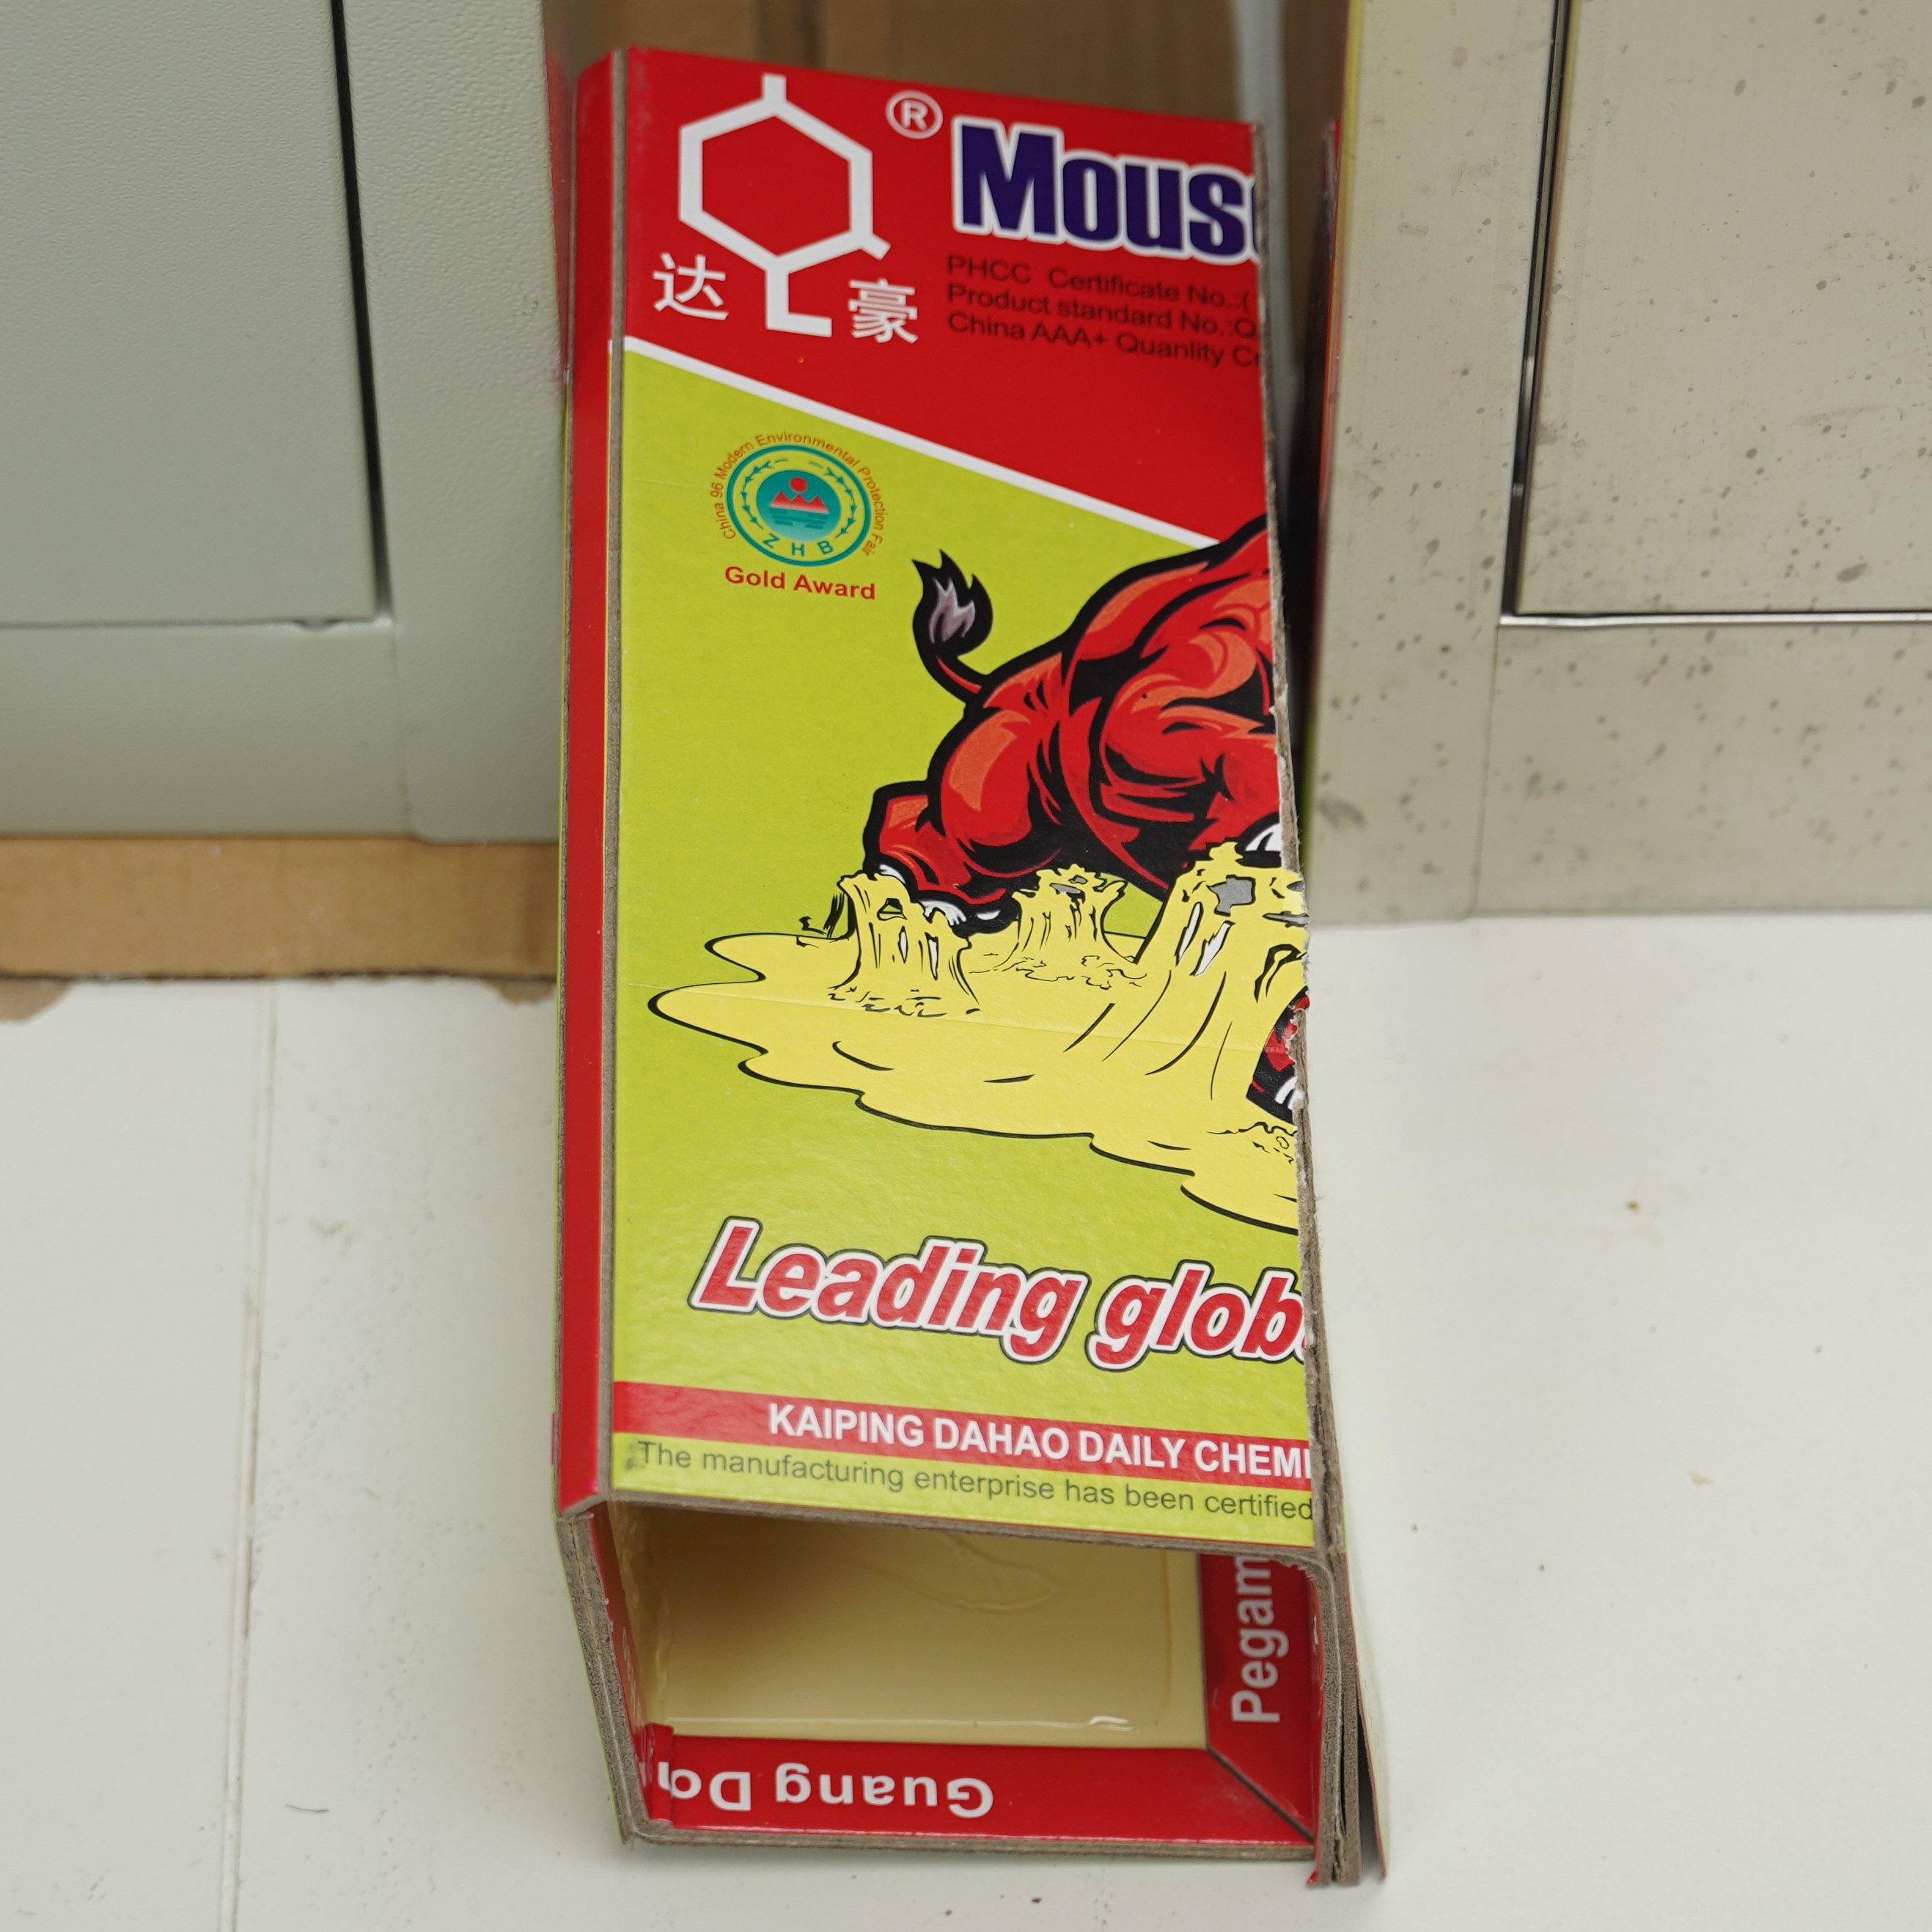 ®
Mous
达 豪
PHCC Certificate No.:(
Product standard No.:Q
China AAA+ Quanlity C
China 96 Modern Environmental Protection Fair
ZHB
Gold Award
Leading glob
KAIPING DAHAO DAILY CHEMI
The manufacturing enterprise has been certified
Pegam
Guang Do